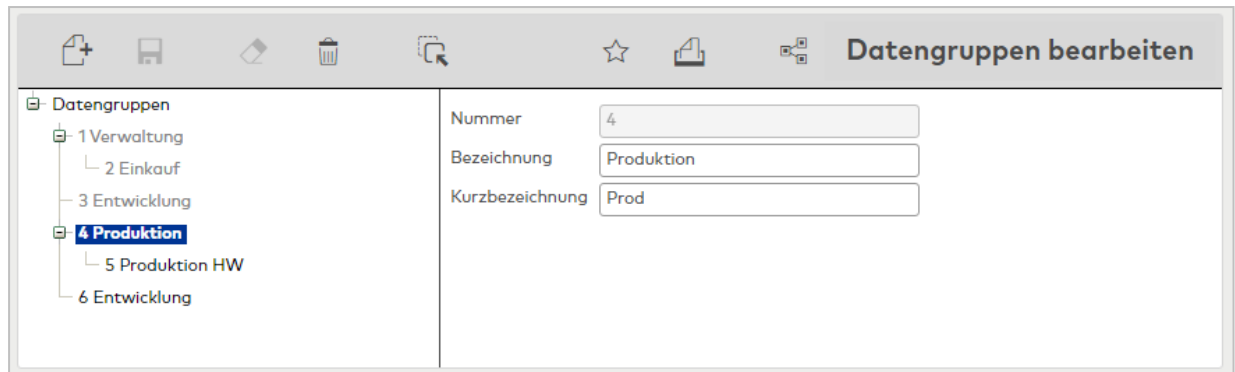 Datengruppen bearbeiten
Datengruppen
1 Verwaltung
2 Einkauf
3 Entwicklung
4 Produktion
5 Produktion HW
6 Entwicklung
Nummer 4
Bezeichnung Produktion
Kurzbezeichnung Prod